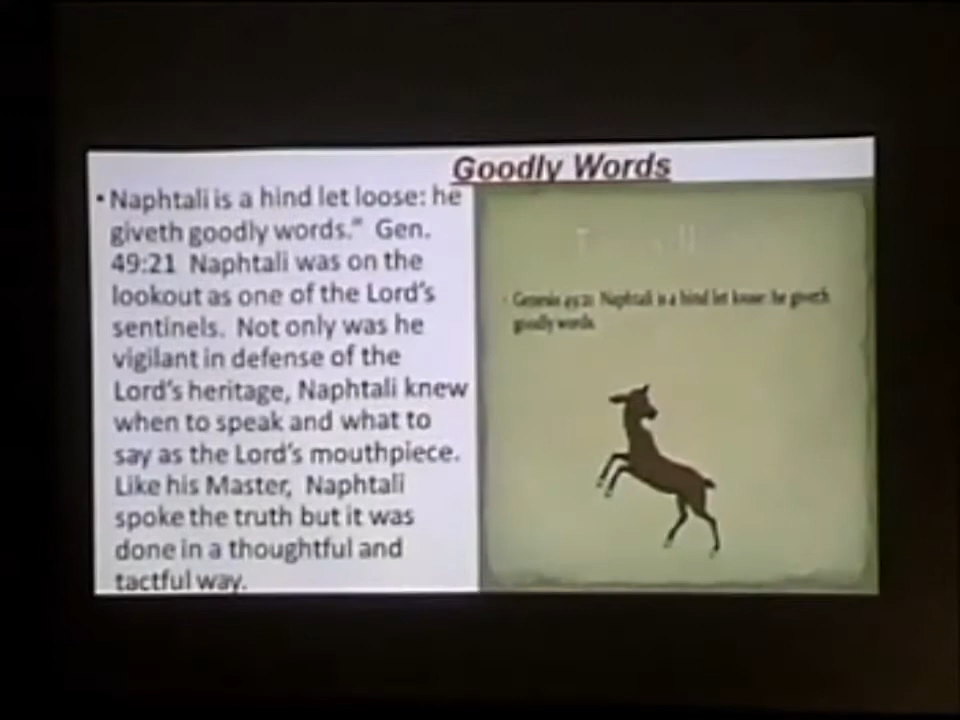 Goodly Words
• Naphtali is a hind let loose: he
giveth goodly words.” Gen.
49:21 Naphtali was on the
lookout as one of the Lord’s
sentinels. Not only was he
vigilant in defense of the
Lord’s heritage, Naphtali knew
when to speak and what to
say as the Lord’s mouthpiece.
Like his Master, Naphtali
spoke the truth but it was
done in a thoughtful and
tactful way.
Genesis 49:21 Naphtali is a hind let loose: he giveth
goodly words.